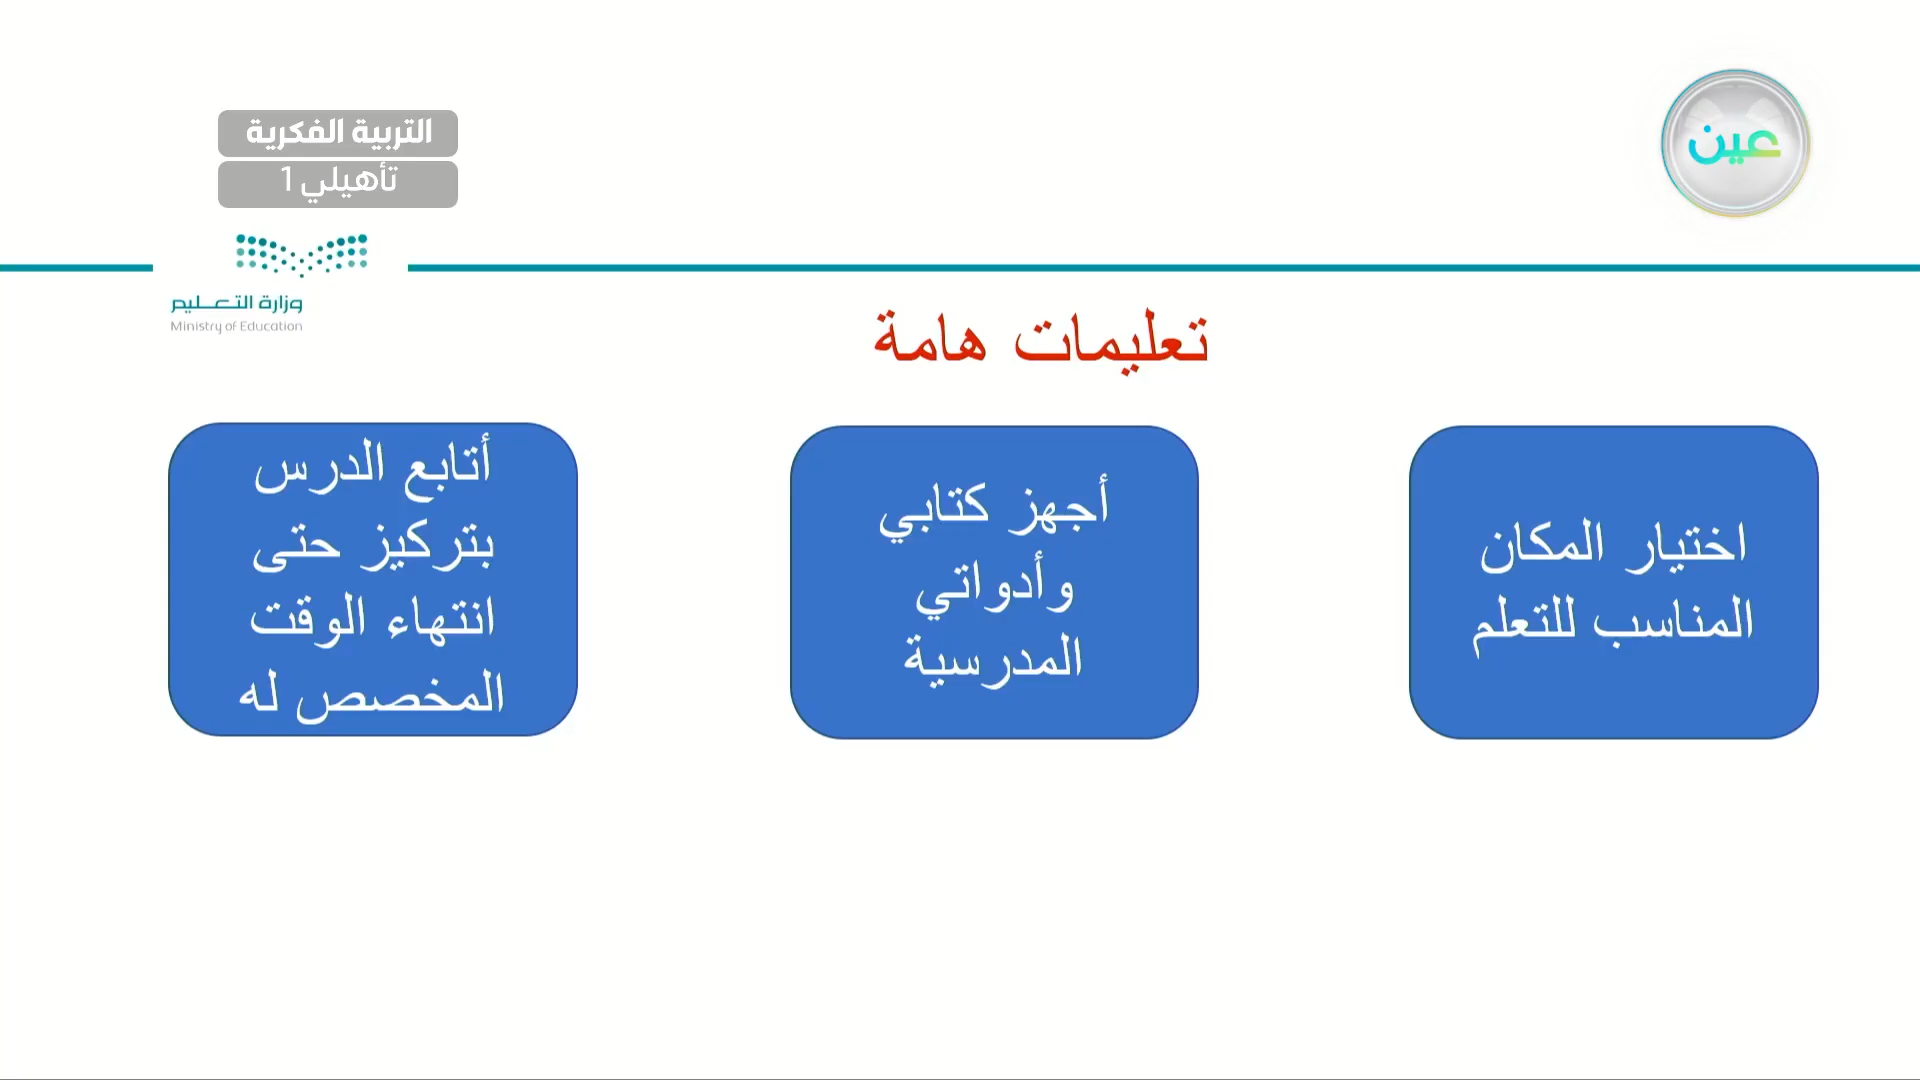 عين
التربية الفكرية
تأهيلي 1
وزارة التعليم
Ministry of Education
تعليمات هامة
اختيار المكان
المناسب للتعلم
أجهز كتابي
وأدواتي
المدرسية
أتابع الدرس
بتركيز حتى
انتهاء الوقت
المخصص له